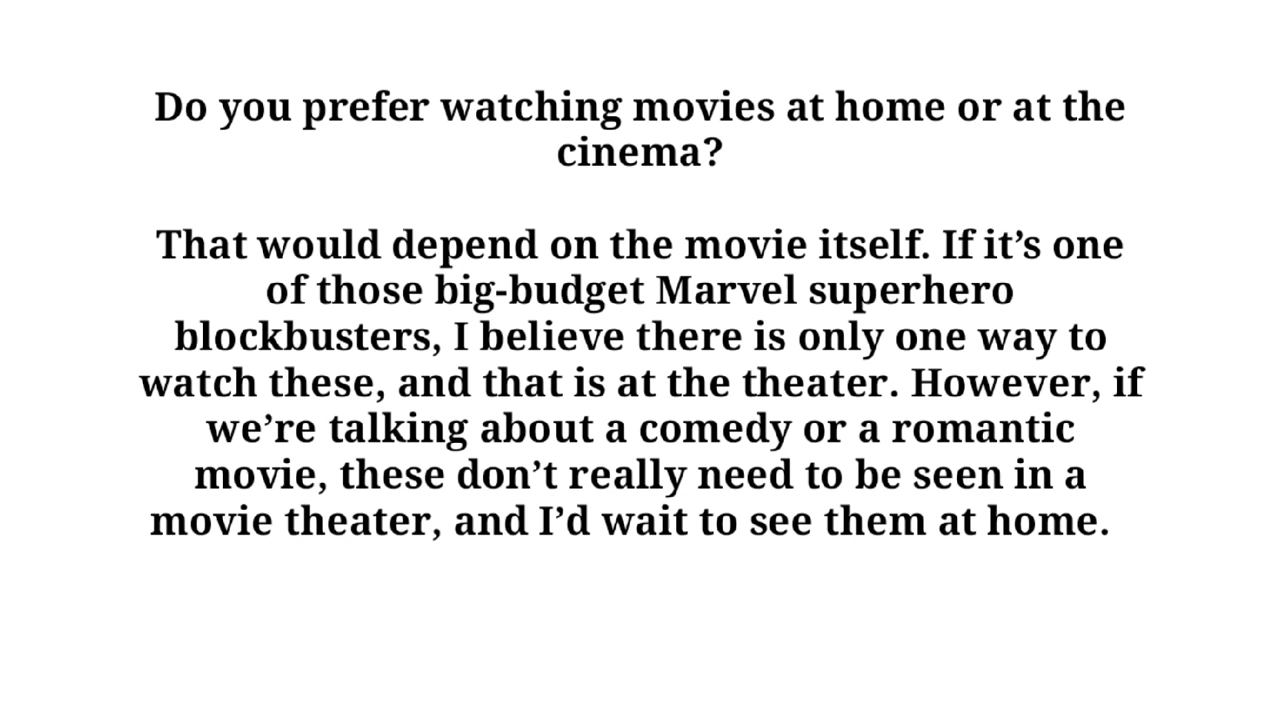 Do you prefer watching movies at home or at the
cinema?
That would depend on the movie itself. If it’s one
of those big-budget Marvel superhero
blockbusters, I believe there is only one way to
watch these, and that is at the theater. However, if
we’re talking about a comedy or a romantic
movie, these don’t really need to be seen in a
movie theater, and I’d wait to see them at home.